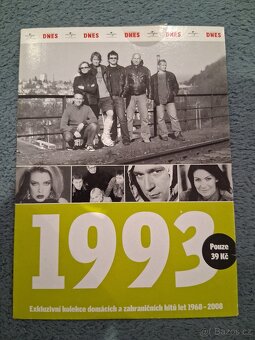 DNES DNES DNES DNES DNES
1993
Pouze
39 Kč
Exkluzivní kolekce domácích a zahraničních hitů let 1960 - 2000
Bazos.cz